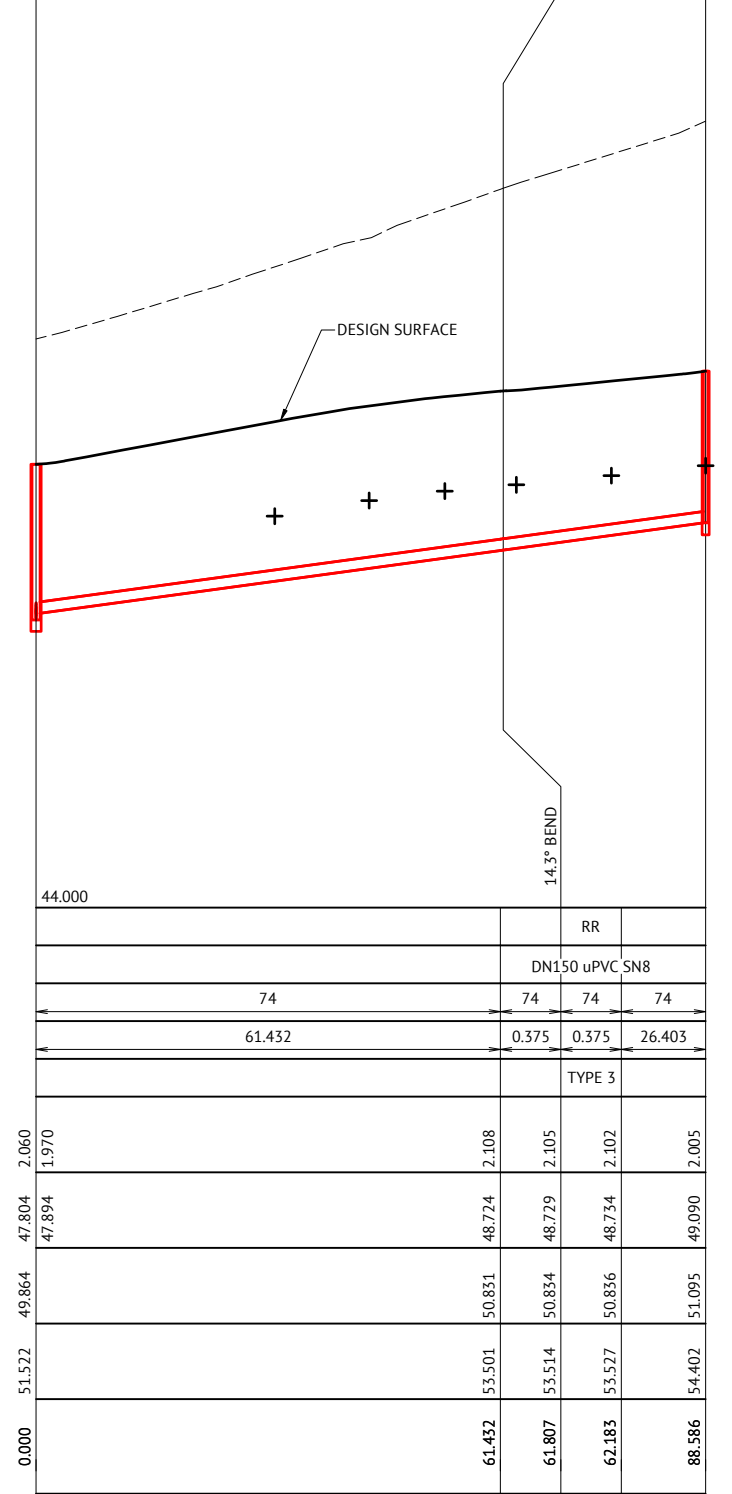 DESIGN SURFACE
14.3° BEND
44.000
RR
DN150 uPVC SN8
74 74 74 74
61.432 0.375 0.375 26.403
TYPE 3
2.060 1.970 2.108 2.105 2.102 2.005
47.804 47.894 48.724 48.729 48.734 49.090
49.864 50.831 50.834 50.836 51.095
51.522 53.501 53.514 53.527 54.402
0.000 61.432 61.807 62.183 88.586